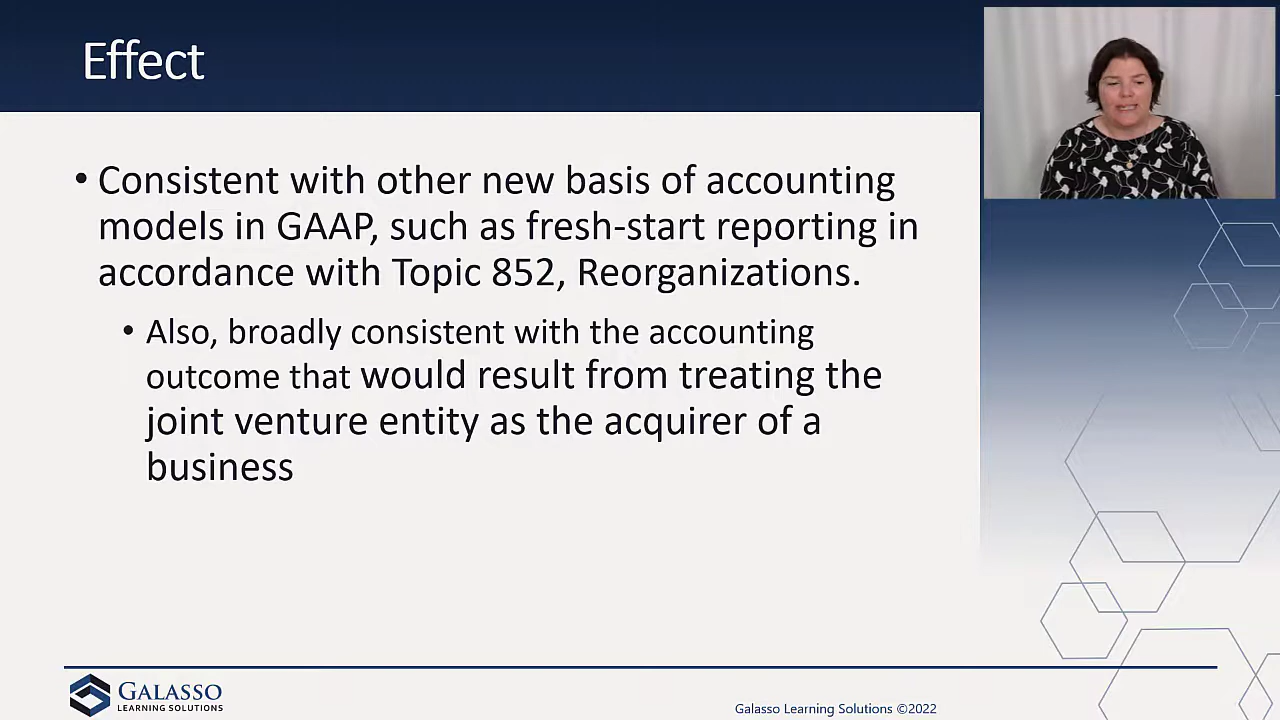 Effect
• Consistent with other new basis of accounting
models in GAAP, such as fresh-start reporting in
accordance with Topic 852, Reorganizations.
• Also, broadly consistent with the accounting
outcome that would result from treating the
joint venture entity as the acquirer of a
business
GALASSO
LEARNING SOLUTIONS
Galasso Learning Solutions ©2022